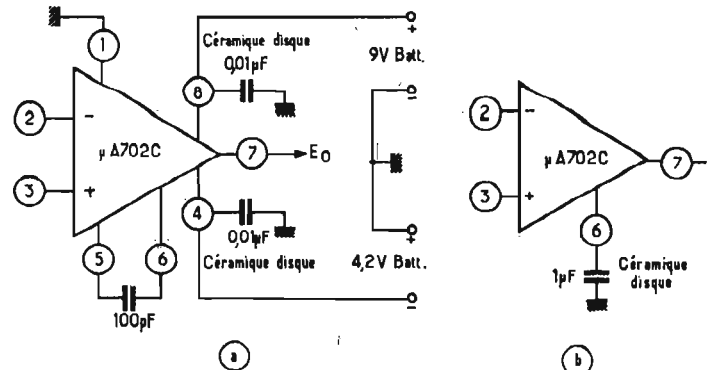 1
Céramique disque
0,01µF
+
9V Batt.
8
−
2
−
µA702C
7
E0
3
+
4
0,01µF
Céramique disque
+
4,2V Batt.
−
5
6
100pF
a
2
−
µA702C
7
3
+
6
1µF
Céramique
disque
b